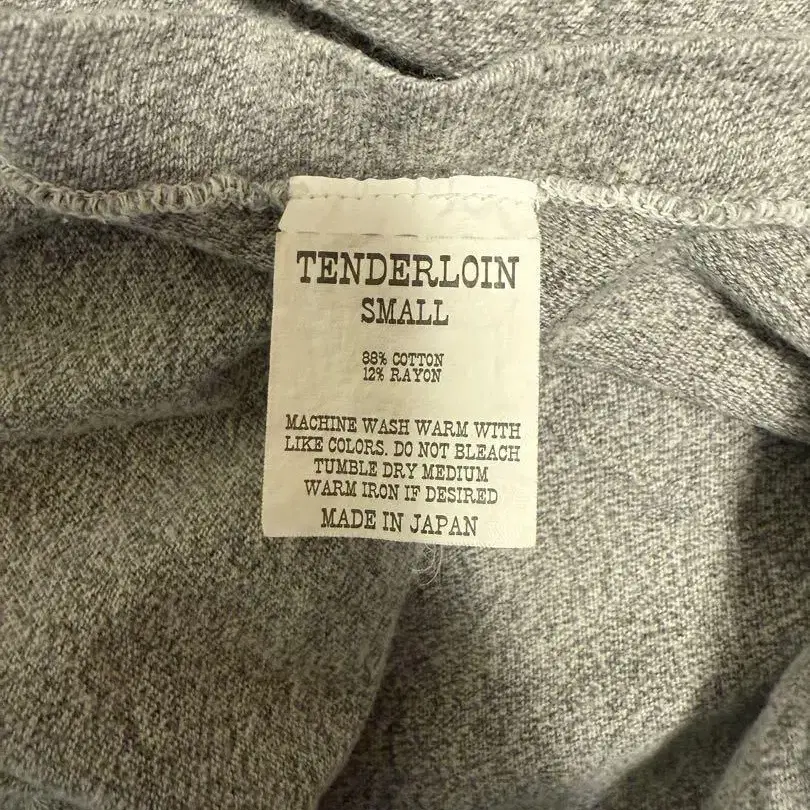 TENDERLOIN
SMALL
88% COTTON
12% RAYON
MACHINE WASH WARM WITH
LIKE COLORS. DO NOT BLEACH
TUMBLE DRY MEDIUM
WARM IRON IF DESIRED
MADE IN JAPAN